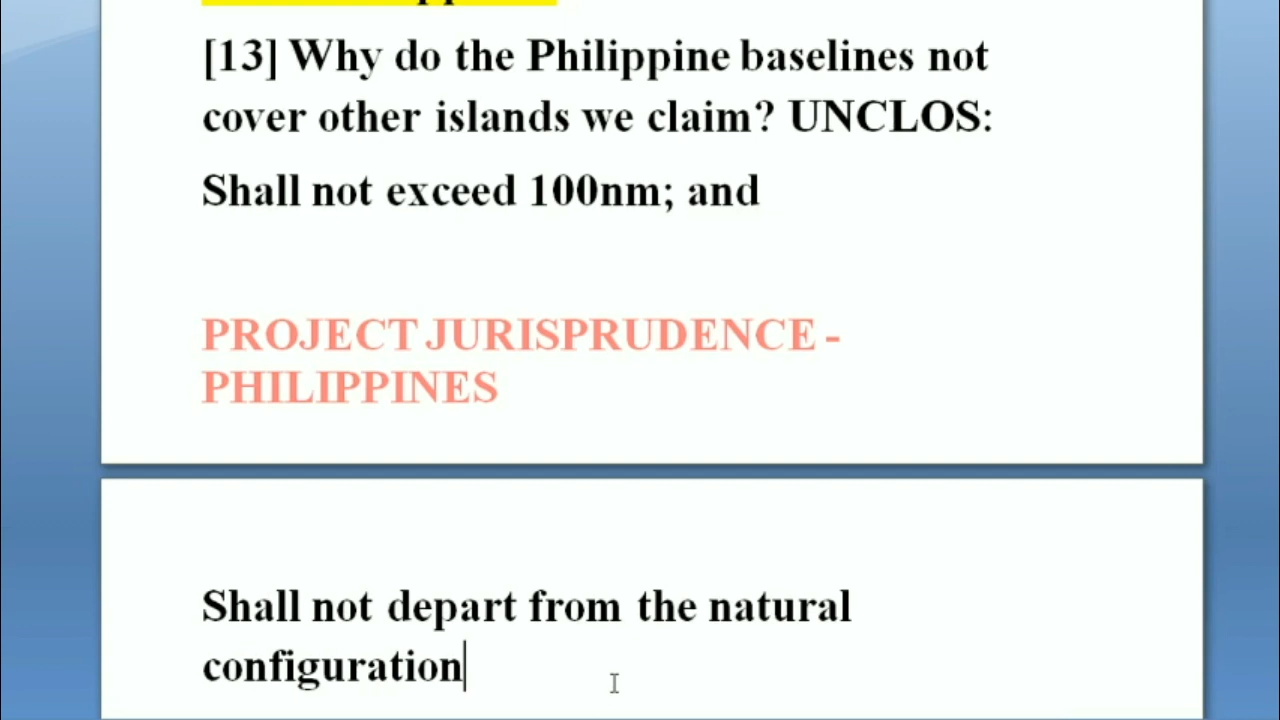 [13] Why do the Philippine baselines not
cover other islands we claim? UNCLOS:
Shall not exceed 100nm; and
PROJECT JURISPRUDENCE -
PHILIPPINES
Shall not depart from the natural
configuration